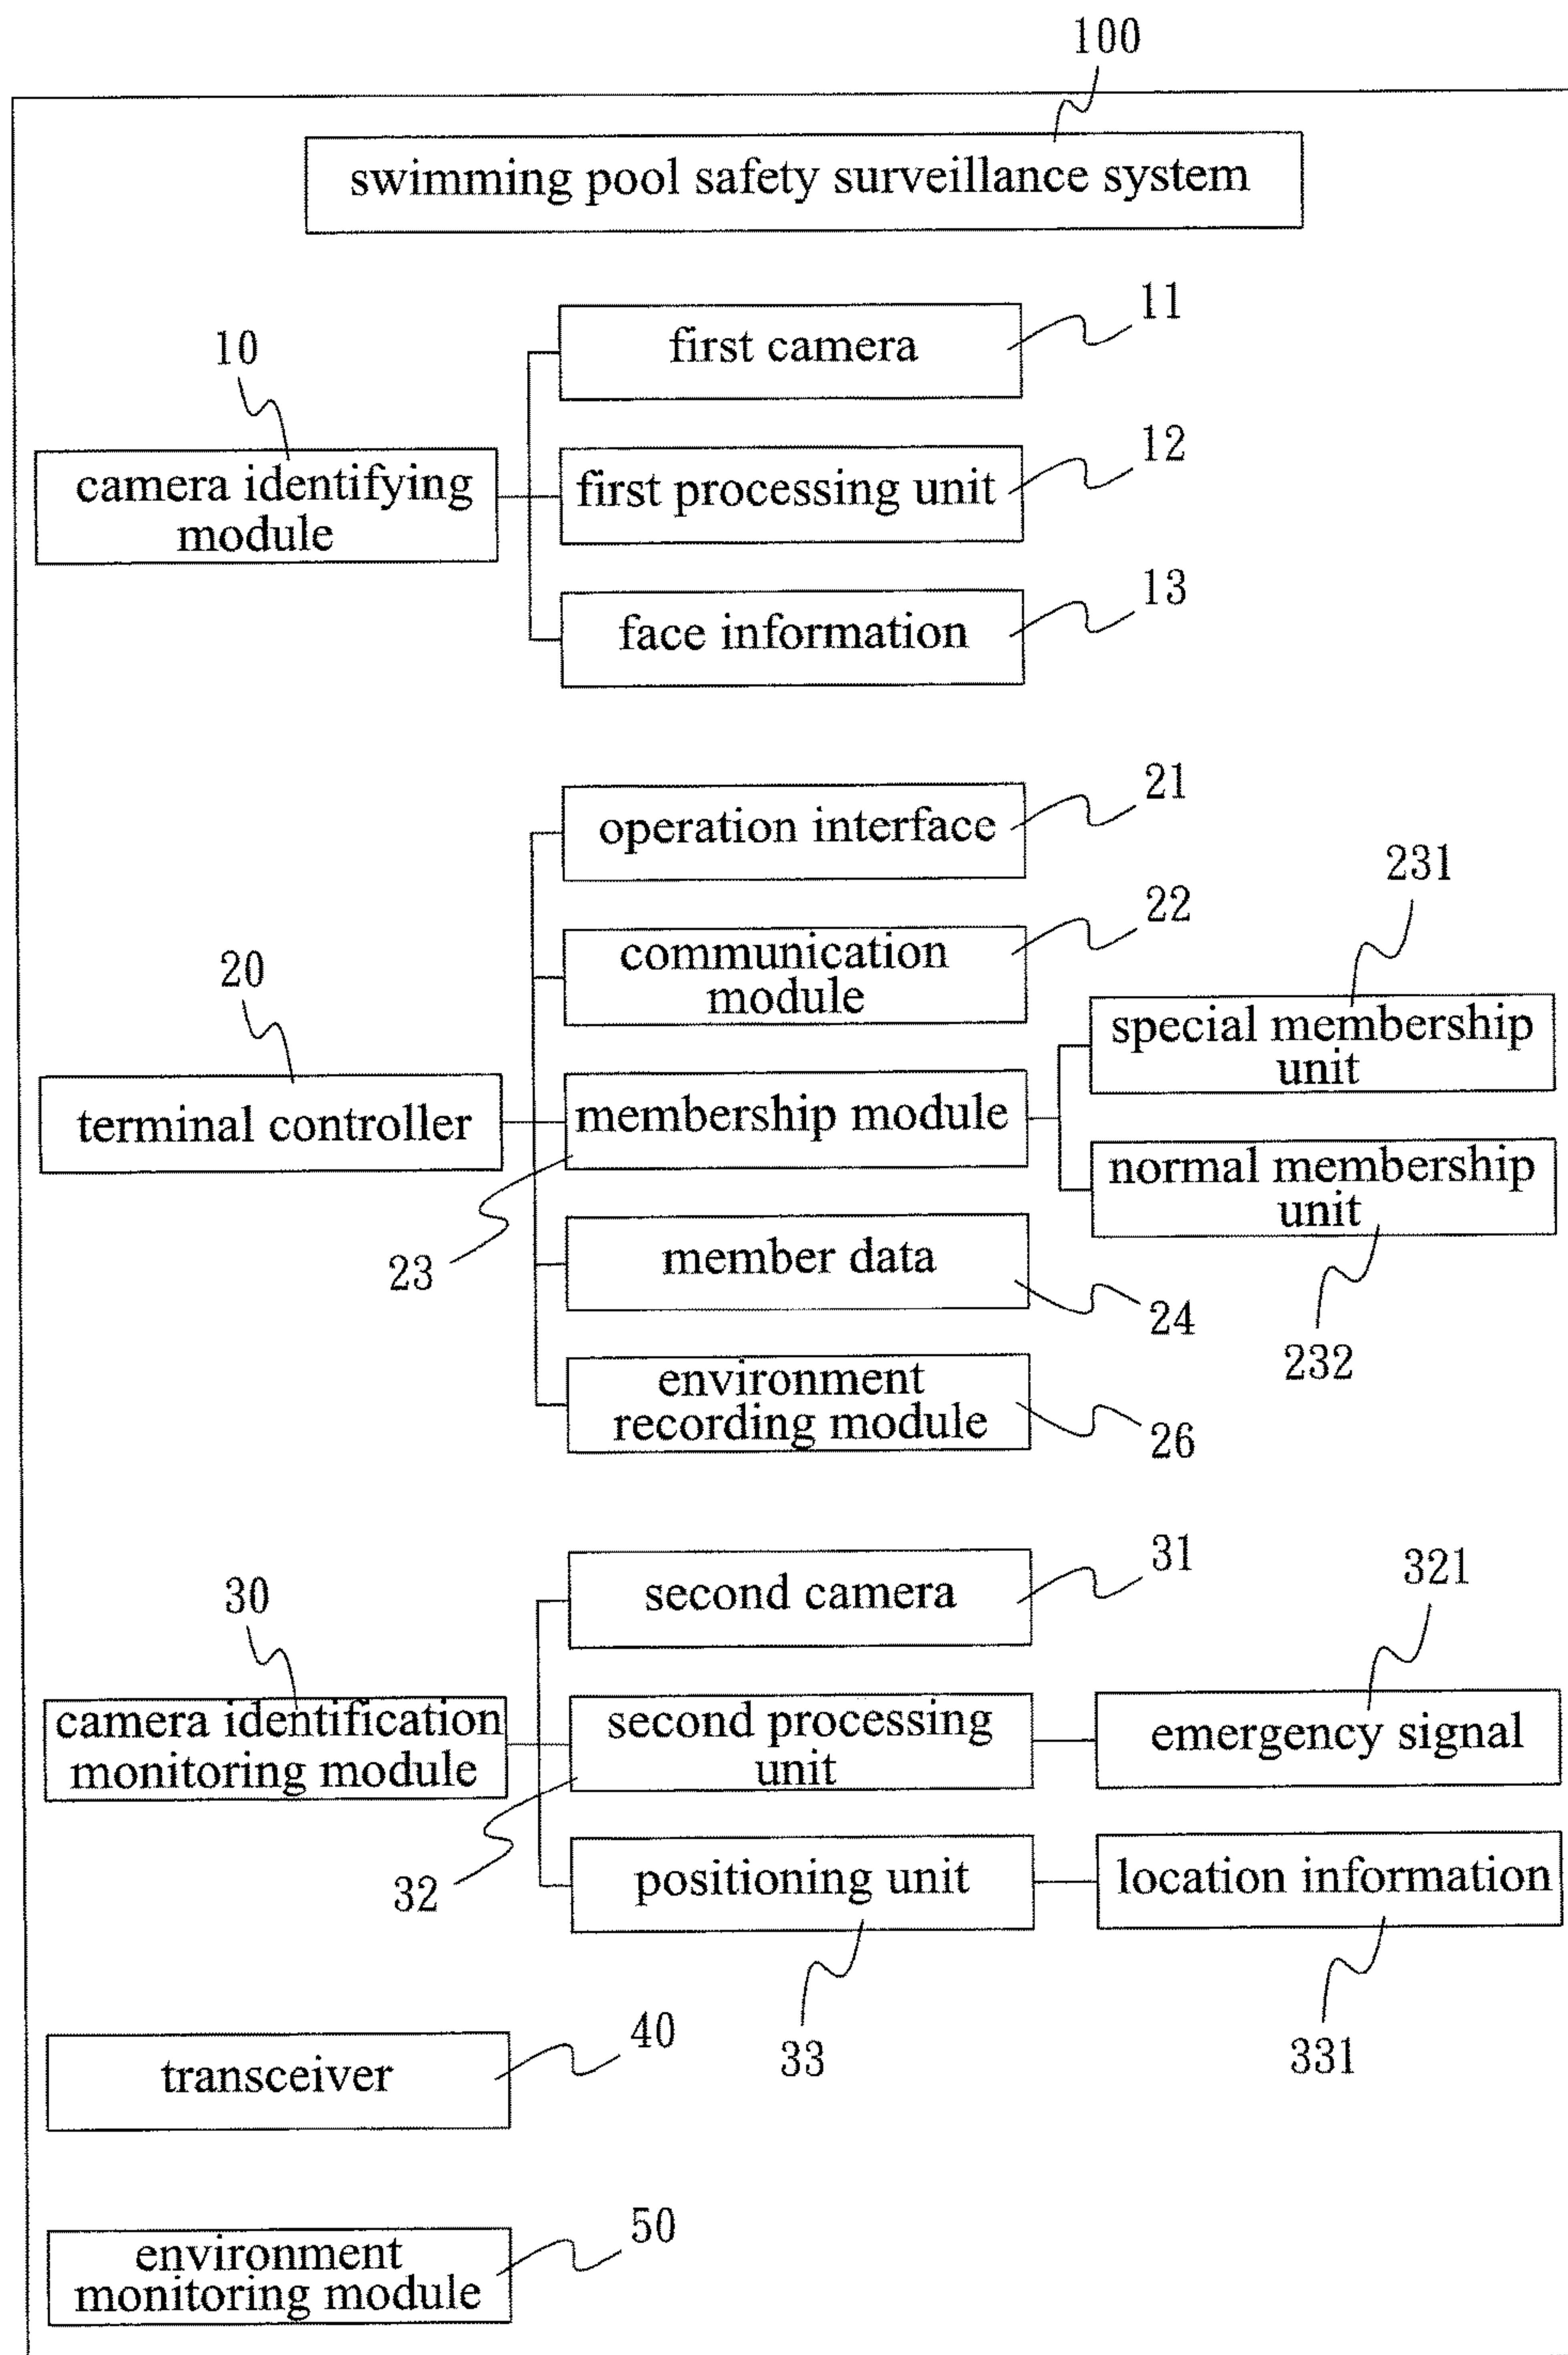 100
swimming pool safety surveillance system
11
first camera
10
12
camera identifying
module
first processing unit
13
face information
21
operation interface
231
22
communication
module
20
special membership
unit
terminal controller
membership module
normal membership
unit
23
member data
24
232
environment
recording module
26
31
second camera
321
30
camera identification
monitoring module
second processing
unit
emergency signal
32
positioning unit
location information
40
33
331
transceiver
50
environment
monitoring module